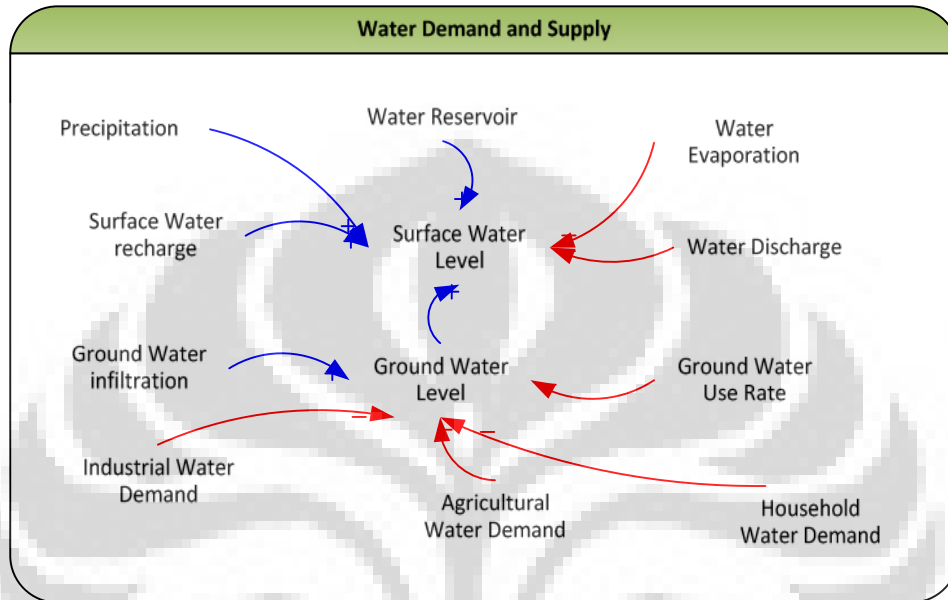 Water Demand and Supply
Precipitation
Water Reservoir
Water
Evaporation
Surface Water
recharge
+
+
+
Surface Water
Level
−
Water Discharge
+
Ground Water
infiltration
+
Ground Water
Level
Ground Water
Use Rate
−
−
−
Industrial Water
Demand
Agricultural
Water Demand
Household
Water Demand